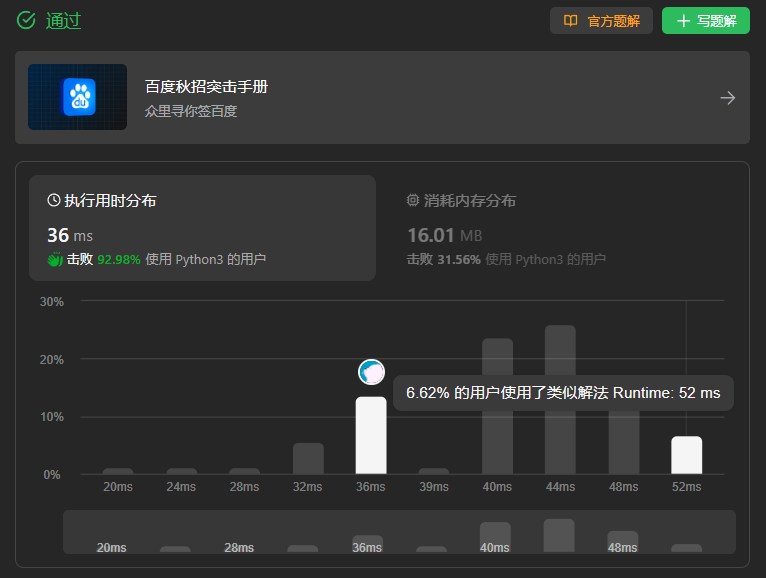 通过
官方题解
写题解
du
百度秋招突击手册
众里寻你签百度
执行用时分布
36 ms
击败 92.98% 使用 Python3 的用户
消耗内存分布
16.01 MB
击败 31.56% 使用 Python3 的用户
30%
20%
10%
0%
6.62% 的用户使用了类似解法 Runtime: 52 ms
20ms 24ms 28ms 32ms 36ms 39ms 40ms 44ms 48ms 52ms
20ms 28ms 36ms 40ms 48ms